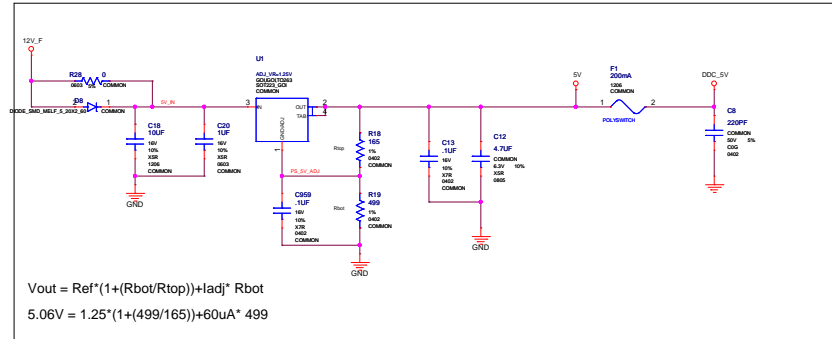 12V_F
R28 0
0603 5% COMMON
D8
2 1
DIODE_SMD_MELF_5_20X2_60 COMMON
5V_IN
C18
10UF
16V
10%
X5R
1206
COMMON
C20
1UF
16V
10%
X5R
0603
COMMON
GND
U1
ADJ_VR=1.25V
GOUGOLTO263
SOT223_GOI
COMMON
3 IN OUT 2
TAB 4
GND/ADJ
1
PS_5V_ADJ
Rtop
R18
165
1%
0402
COMMON
C959
.1UF
16V
10%
X7R
0402
COMMON
Rbot
R19
499
1%
0402
COMMON
GND
C13
.1UF
16V
10%
X7R
0402
COMMON
C12
4.7UF
COMMON
6.3V 10%
X5R
0805
GND
5V
F1
200mA
1206
COMMON
1 2
POLYSWITCH
DDC_5V
C8
220PF
COMMON
50V 5%
C0G
0402
GND
Vout = Ref*(1+(Rbot/Rtop))+Iadj* Rbot
5.06V = 1.25*(1+(499/165))+60uA* 499